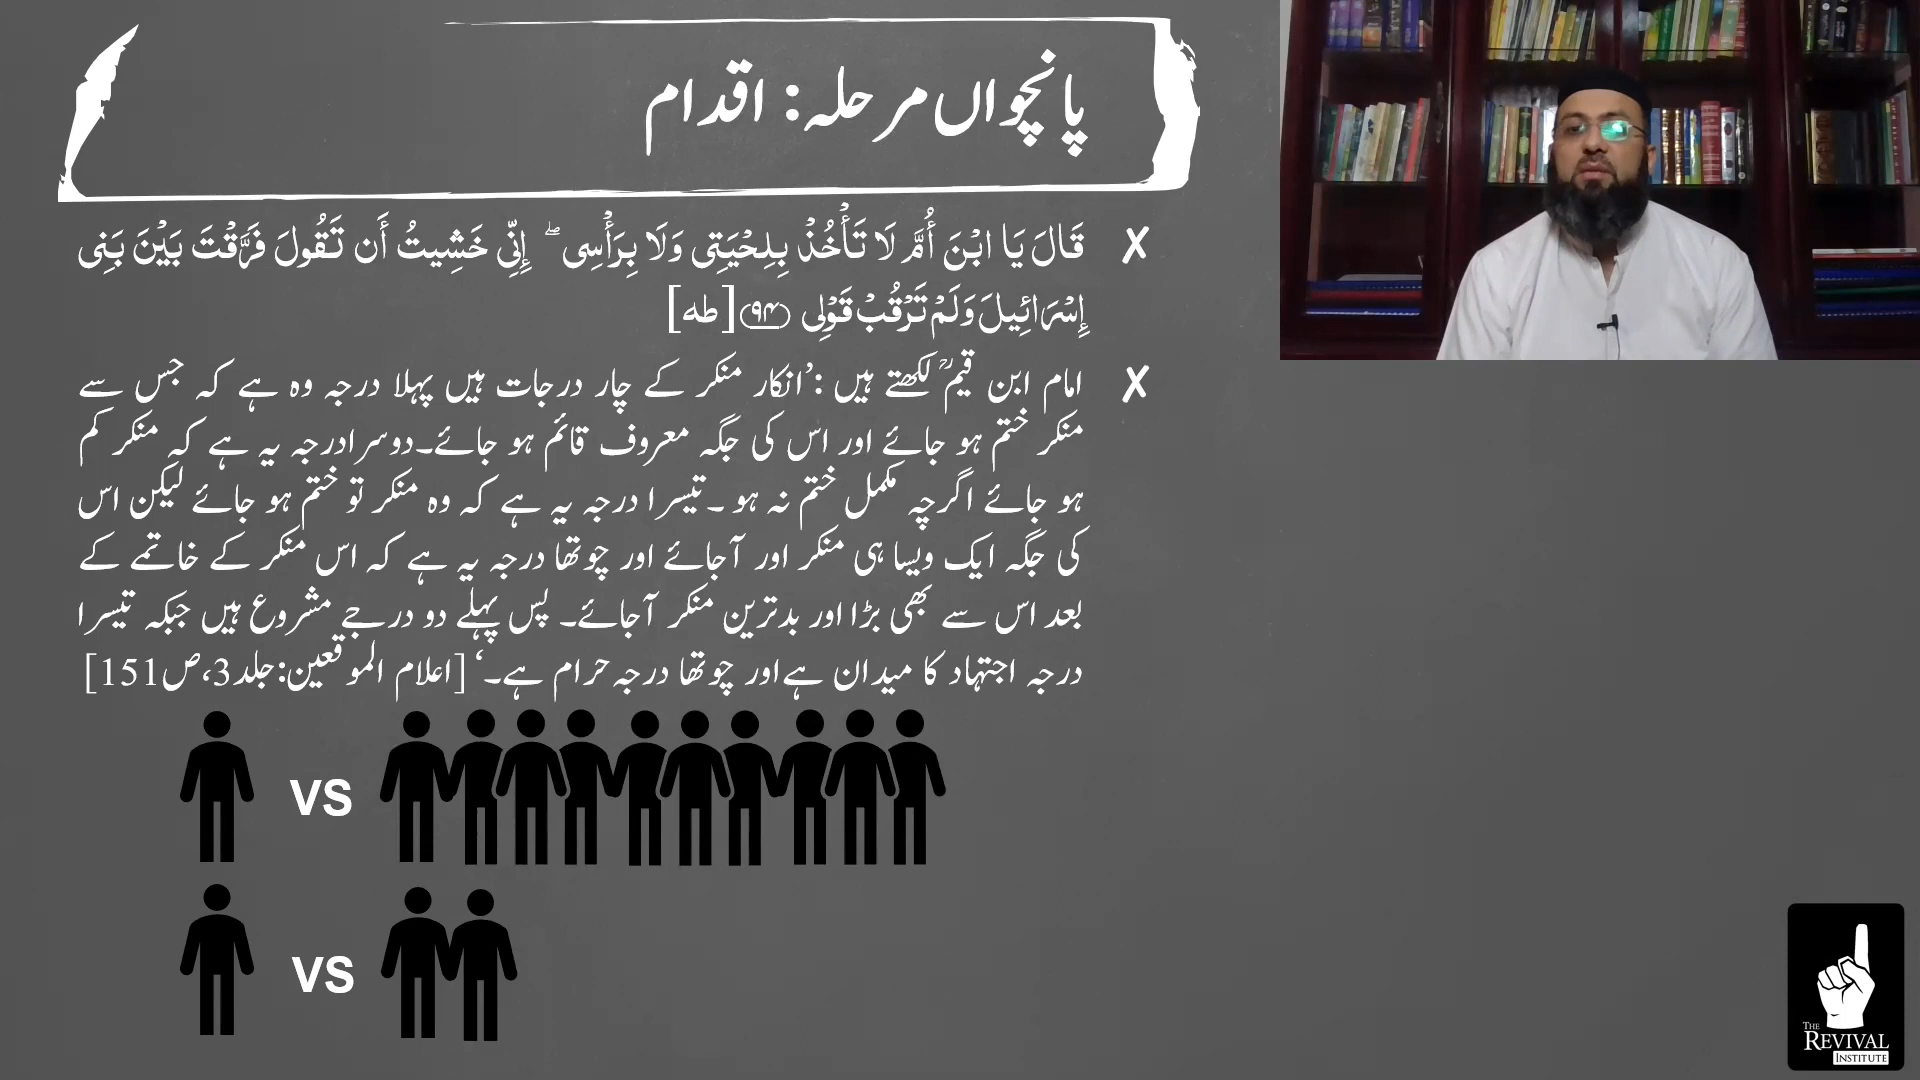 پانچواں مرحلہ: اقدام
قَالَ يَا ابْنَ أُمَّ لَا تَأْخُذْ بِلِحْيَتِي وَلَا بِرَأْسِي ۖ إِنِّي خَشِيتُ أَن تَقُولَ فَرَّقْتَ بَيْنَ بَنِي
إِسْرَائِيلَ وَلَمْ تَرْقُبْ قَوْلِي ﴿۹۴﴾ [طه]
امام ابن قیمؒ لکھتے ہیں :’انکار منکر کے چار درجات ہیں پہلا درجہ وہ ہے کہ جس سے
منکر ختم ہو جائے اور اس کی جگہ معروف قائم ہو جائے۔دوسرادرجہ یہ ہے کہ منکر کم
ہو جائے اگرچہ مکمل ختم نہ ہو ۔تیسرا درجہ یہ ہے کہ وہ منکر تو ختم ہو جائے لیکن اس
کی جگہ ایک ویسا ہی منکر اور آجائے اور چوتھا درجہ یہ ہے کہ اس منکر کے خاتمے کے
بعد اس سے بھی بڑا اور بدترین منکر آجائے۔ پس پہلے دو درجے مشروع ہیں جبکہ تیسرا
درجہ اجتہاد کا میدان ہے اور چوتھا درجہ حرام ہے۔‘ [اعلام الموقعین: جلد3،ص151]
VS
VS
THE
REVIVAL
INSTITUTE